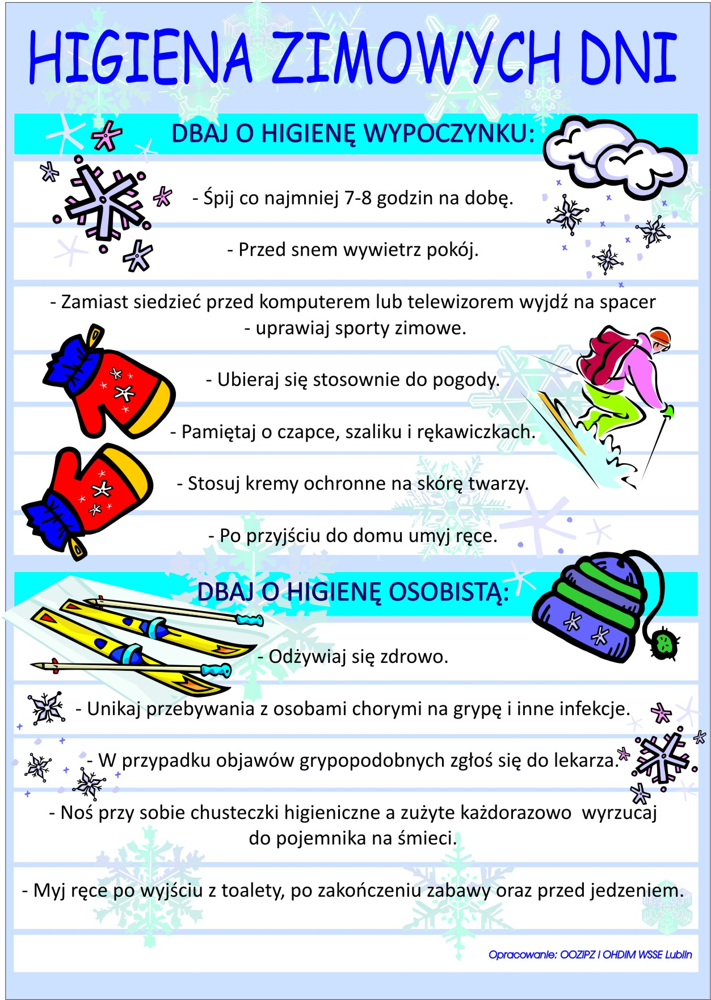 HIGIENA ZIMOWYCH DNI
DBAJ O HIGIENĘ WYPOCZYNKU:
- Śpij co najmniej 7-8 godzin na dobę.
- Przed snem wywietrz pokój.
- Zamiast siedzieć przed komputerem lub telewizorem wyjdź na spacer
- uprawiaj sporty zimowe.
- Ubieraj się stosownie do pogody.
- Pamiętaj o czapce, szaliku i rękawiczkach.
- Stosuj kremy ochronne na skórę twarzy.
- Po przyjściu do domu umyj ręce.
DBAJ O HIGIENĘ OSOBISTĄ:
- Odżywiaj się zdrowo.
- Unikaj przebywania z osobami chorymi na grypę i inne infekcje.
- W przypadku objawów grypopodobnych zgłoś się do lekarza.
- Noś przy sobie chusteczki higieniczne a zużyte każdorazowo wyrzucaj
do pojemnika na śmieci.
- Myj ręce po wyjściu z toalety, po zakończeniu zabawy oraz przed jedzeniem.
Opracowanie: OOZIPZ i OHDIM WSSE Lublin